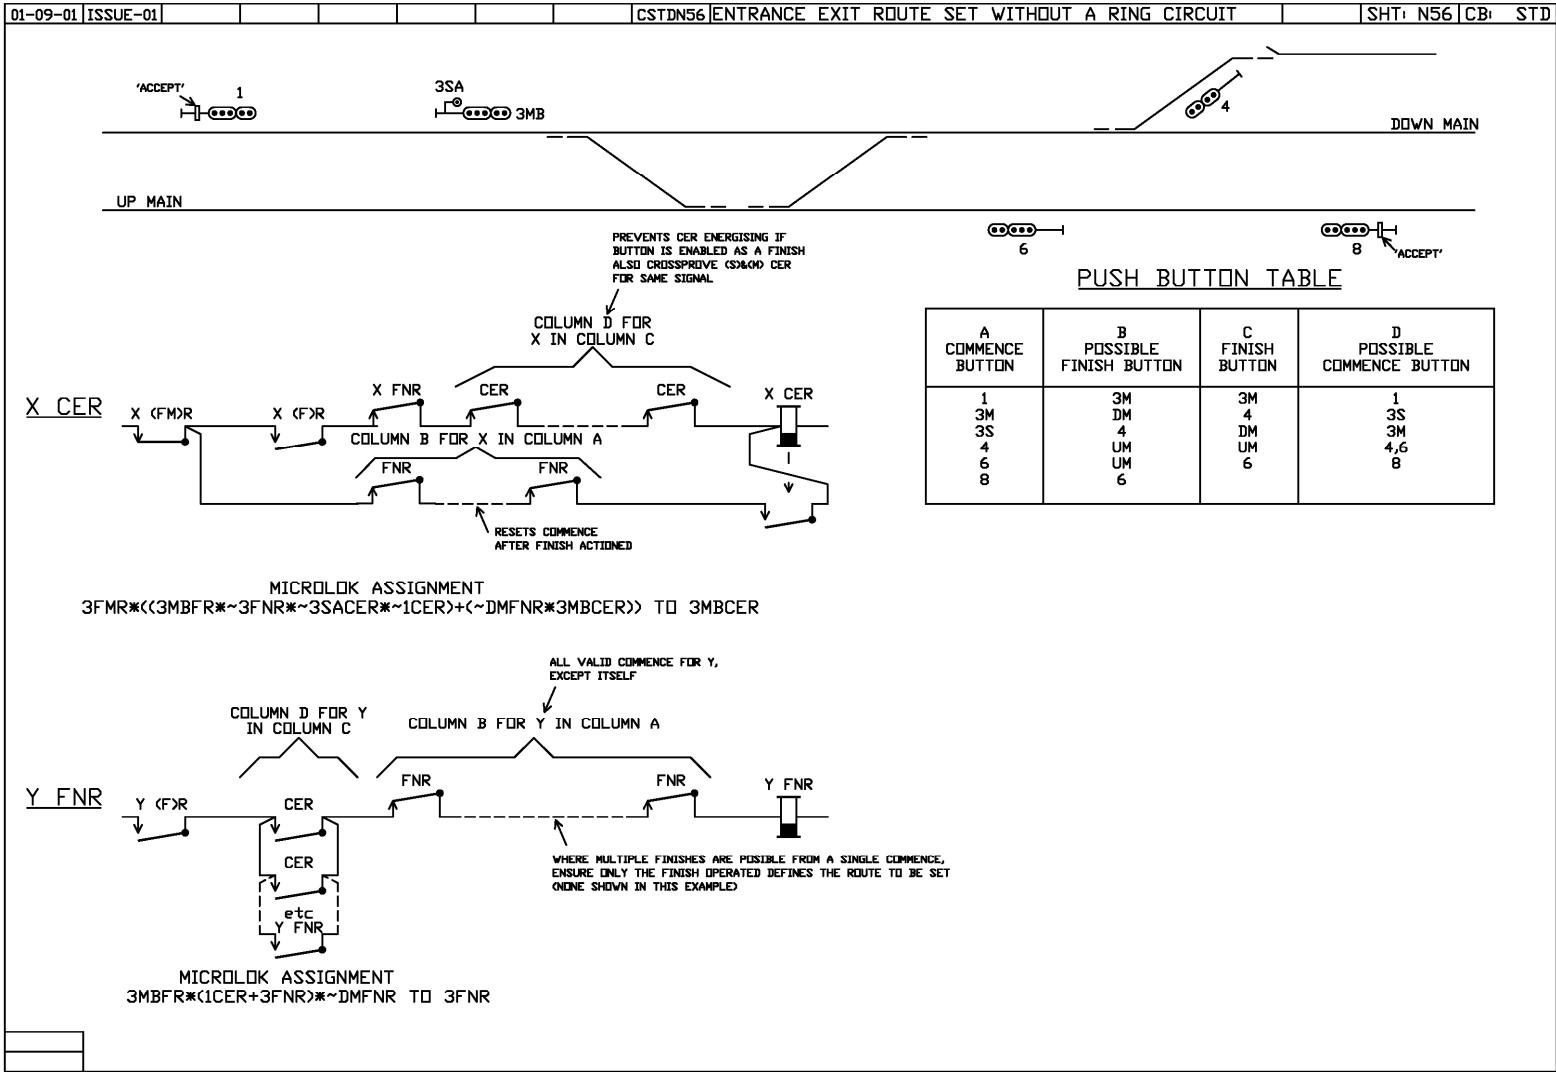 01-09-01 ISSUE-01 CSTDN56 ENTRANCE EXIT ROUTE SET WITHOUT A RING CIRCUIT SHT: N56 CB: STD
'ACCEPT'
1
3SA
3MB
4
DOWN MAIN
UP MAIN
6
8
'ACCEPT'
PREVENTS CER ENERGISING IF
BUTTON IS ENABLED AS A FINISH
ALSO CROSSPROVE (S)&(M) CER
FOR SAME SIGNAL
PUSH BUTTON TABLE
A COMMENCE BUTTON
B POSSIBLE FINISH BUTTON
C FINISH BUTTON
D POSSIBLE COMMENCE BUTTON
1 3M 3M 1
3M DM 4 3S
3S 4 DM 3M
4 UM UM 4,6
6 UM 6 8
8 6
COLUMN D FOR
X IN COLUMN C
X CER
X (FM)R
X (F)R
X FNR
CER
CER
X CER
COLUMN B FOR X IN COLUMN A
FNR
FNR
RESETS COMMENCE
AFTER FINISH ACTIONED
MICROLOK ASSIGNMENT
3FMR*((3MBFR*~3FNR*~3SACER*~1CER)+(~DMFNR*3MBCER)) TO 3MBCER
ALL VALID COMMENCE FOR Y,
EXCEPT ITSELF
COLUMN D FOR Y
IN COLUMN C
COLUMN B FOR Y IN COLUMN A
Y FNR
Y (F)R
CER
FNR
FNR
Y FNR
CER
etc
Y FNR
WHERE MULTIPLE FINISHES ARE POSIBLE FROM A SINGLE COMMENCE,
ENSURE ONLY THE FINISH OPERATED DEFINES THE ROUTE TO BE SET
(NONE SHOWN IN THIS EXAMPLE)
MICROLOK ASSIGNMENT
3MBFR*(1CER+3FNR)*~DMFNR TO 3FNR